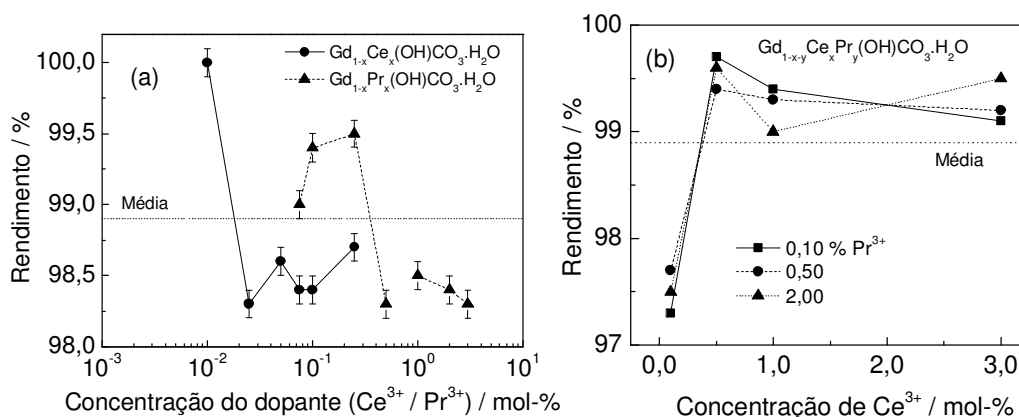 100,0
99,5
99,0
98,5
98,0
Rendimento / %
(a)
Gd1-xCex(OH)CO3.H2O
Gd1-xPrx(OH)CO3.H2O
Média
10-3 10-2 10-1 100 101
Concentração do dopante (Ce3+ / Pr3+) / mol-%
100
99
98
97
Rendimento / %
(b)
Gd1-x-yCexPry(OH)CO3.H2O
Média
0,10 % Pr3+
0,50
2,00
0,0 1,0 2,0 3,0
Concentração de Ce3+ / mol-%